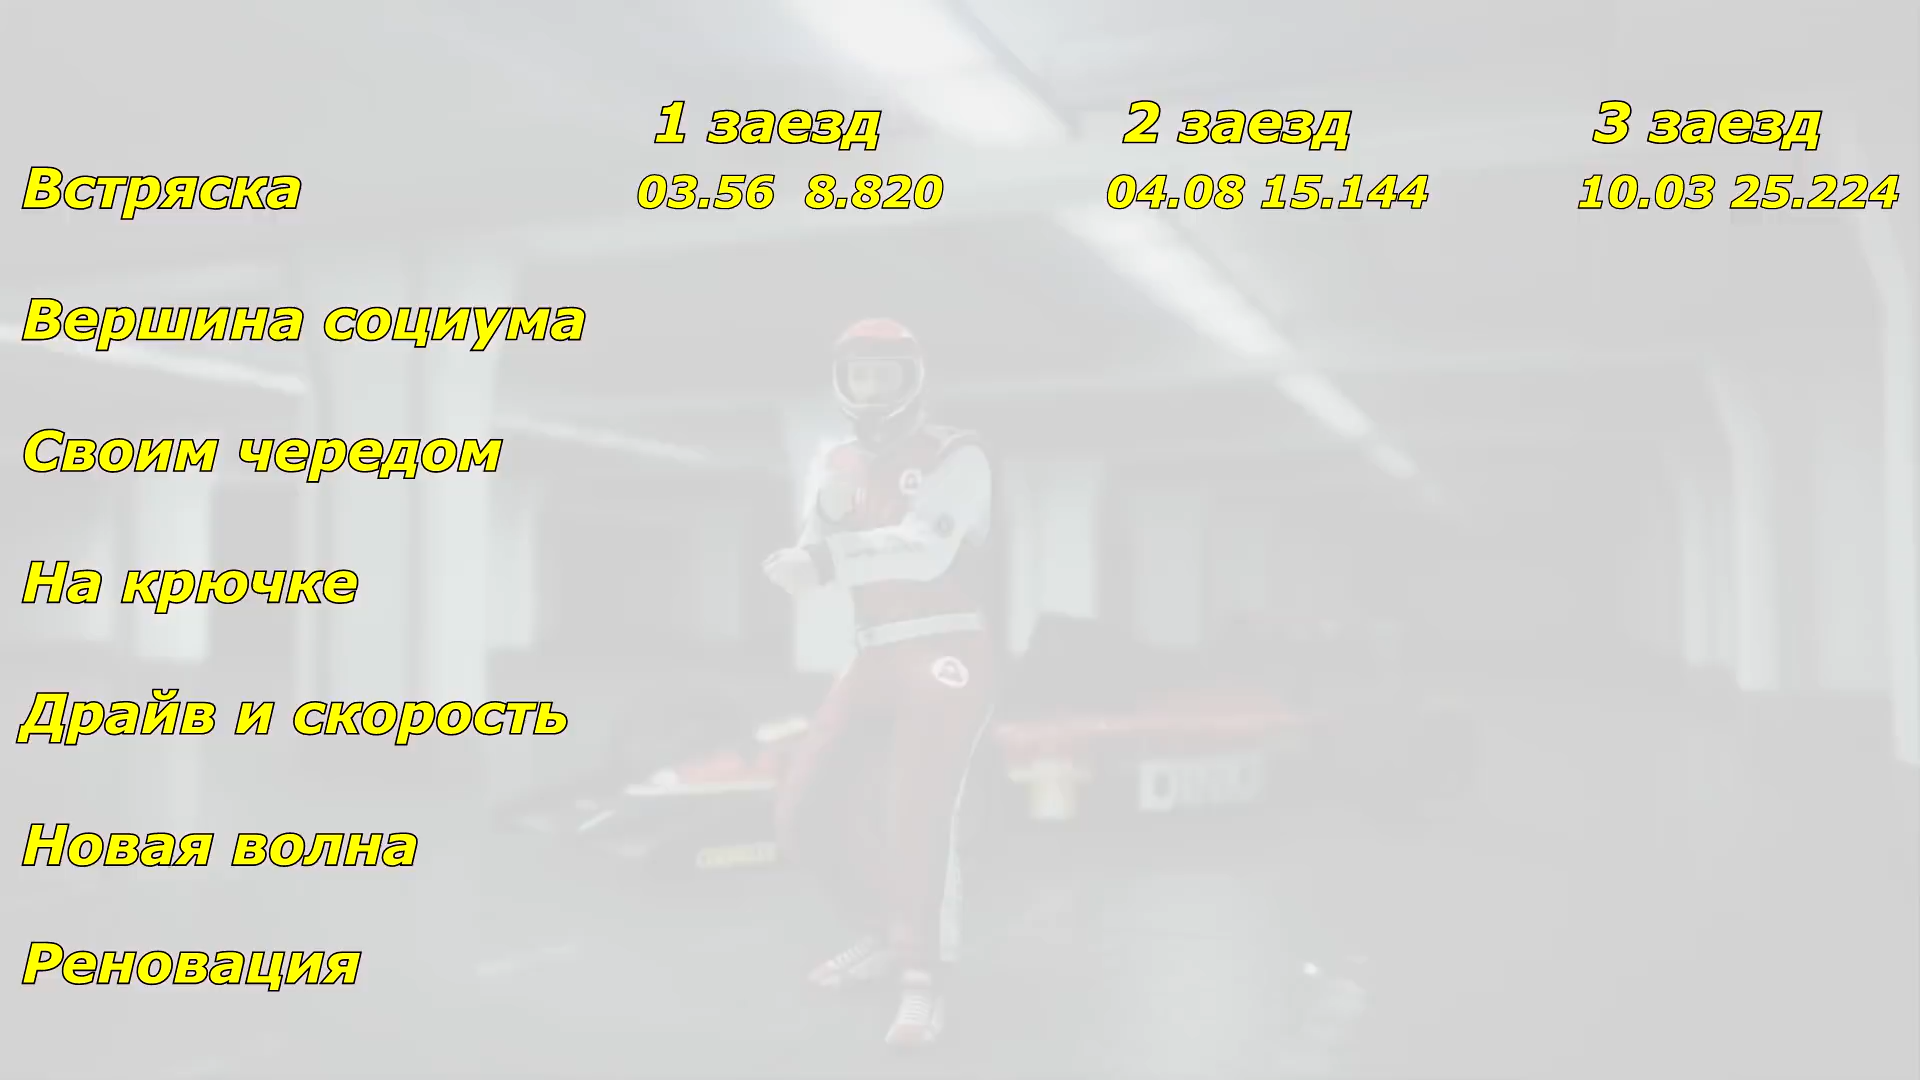 1 заезд 2 заезд 3 заезд
Встряска 03.56 8.820 04.08 15.144 10.03 25.224
Вершина социума
Своим чередом
На крючке
Драйв и скорость
Новая волна
Реновация